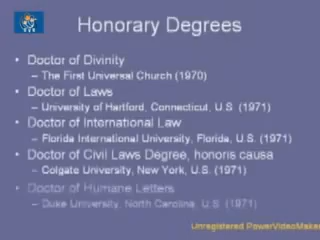 Honorary Degrees
• Doctor of Divinity
– The First Universal Church (1970)
• Doctor of Laws
– University of Hartford, Connecticut, U.S. (1971)
• Doctor of International Law
– Florida International University, Florida, U.S. (1971)
• Doctor of Civil Laws Degree, honoris causa
– Colgate University, New York, U.S. (1971)
• Doctor of Humane Letters
– Duke University, North Carolina, U.S. (1971)
Unregistered PowerVideoMaker